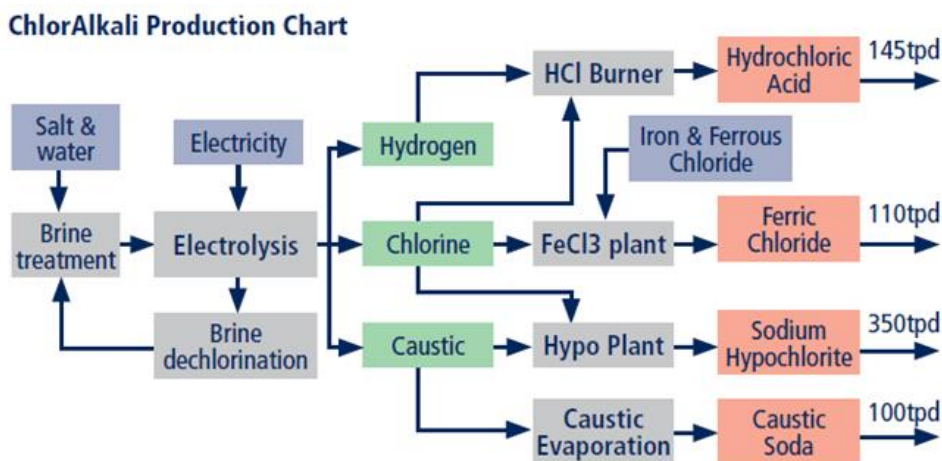 ChlorAlkali Production Chart
Salt &
water
Electricity
Brine
treatment
Electrolysis
Brine
dechlorination
Hydrogen
Chlorine
Caustic
HCl Burner
Iron & Ferrous
Chloride
FeCl3 plant
Hypo Plant
Caustic
Evaporation
Hydrochloric
Acid
145tpd
Ferric
Chloride
110tpd
Sodium
Hypochlorite
350tpd
Caustic
Soda
100tpd